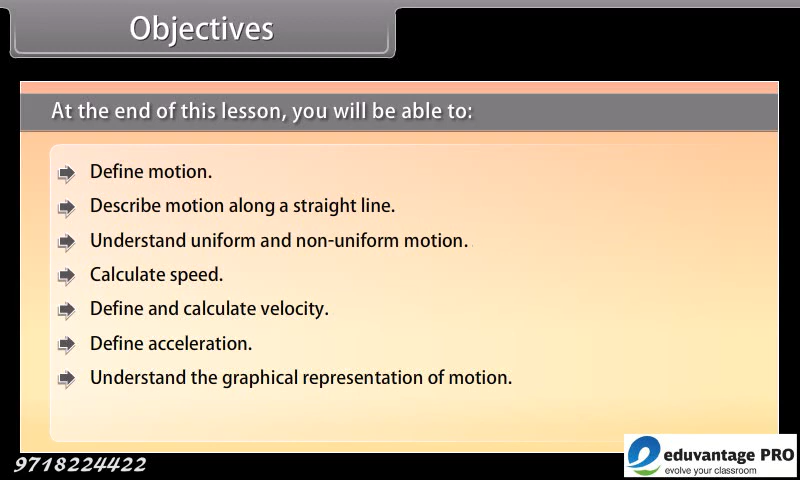 Objectives
At the end of this lesson, you will be able to:
Define motion.
Describe motion along a straight line.
Understand uniform and non-uniform motion.
Calculate speed.
Define and calculate velocity.
Define acceleration.
Understand the graphical representation of motion.
9718224422
eduvantage PRO
evolve your classroom